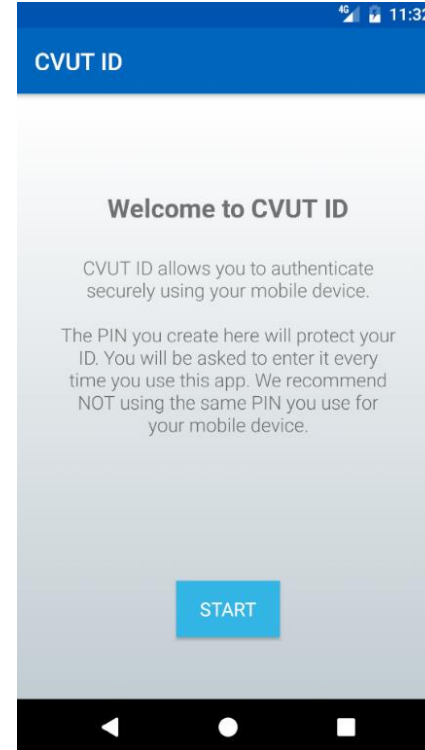 4G 11:32
CVUT ID
Welcome to CVUT ID
CVUT ID allows you to authenticate
securely using your mobile device.
The PIN you create here will protect your
ID. You will be asked to enter it every
time you use this app. We recommend
NOT using the same PIN you use for
your mobile device.
START